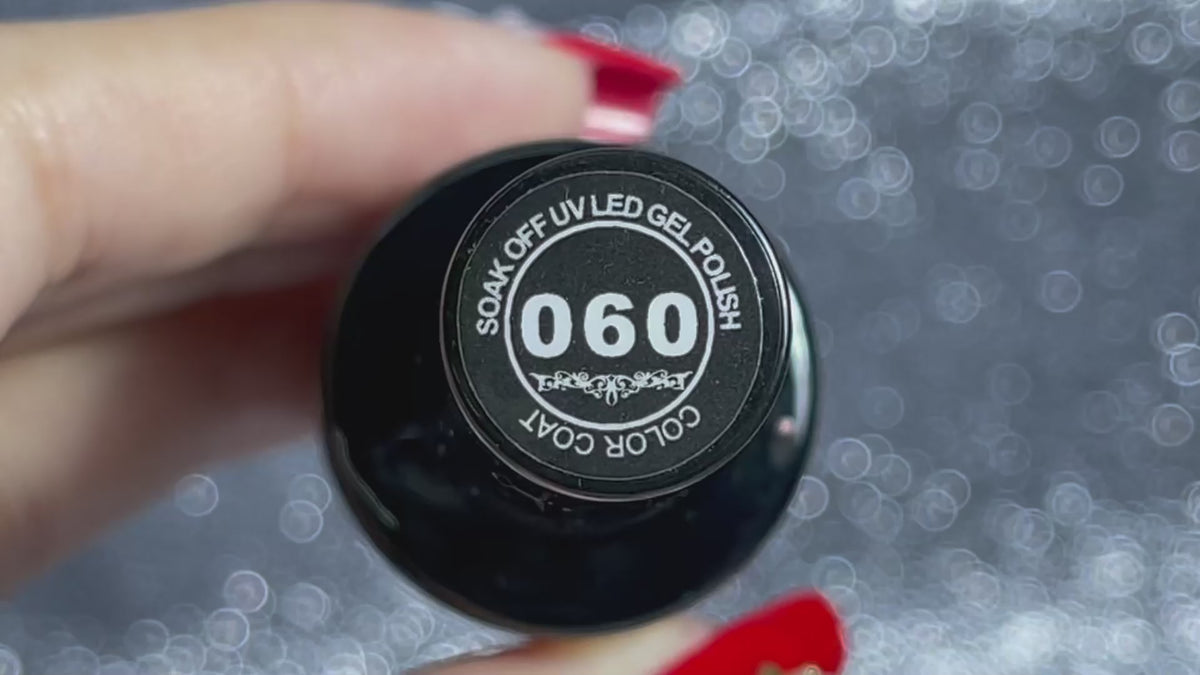 SOAK OFF UV LED GEL POLISH
060
COLOR COAT